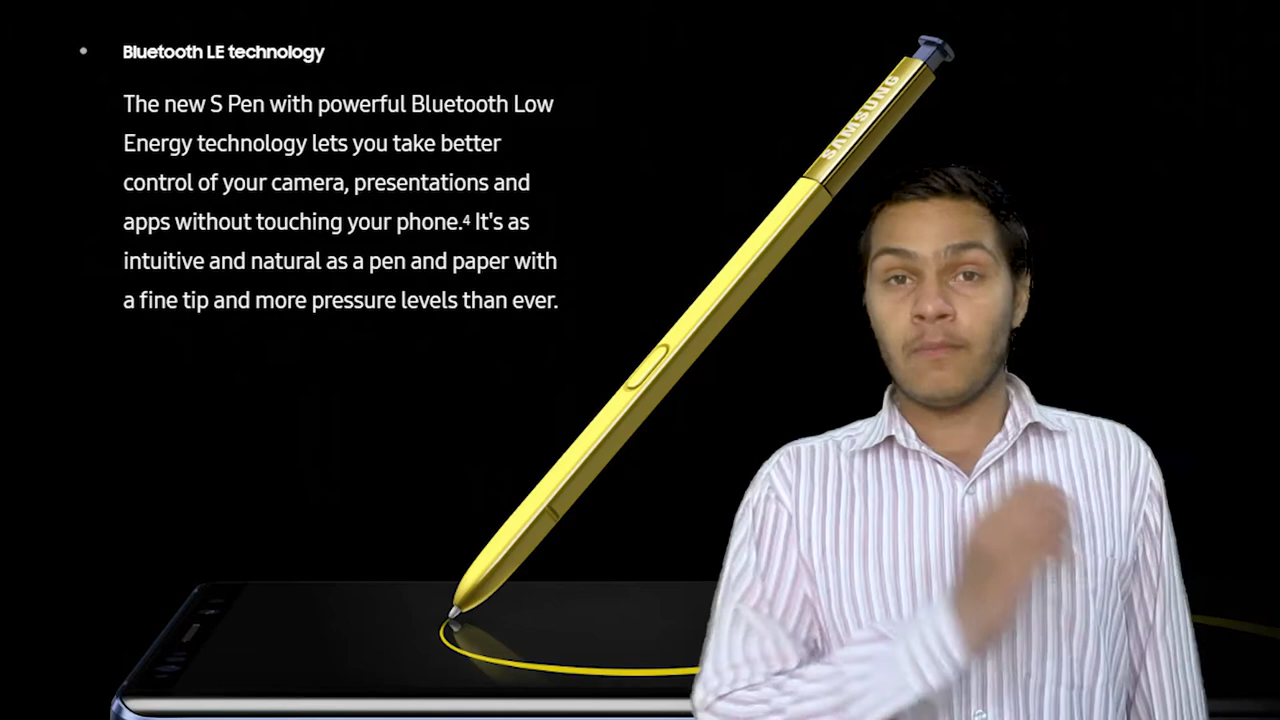 Bluetooth LE technology
The new S Pen with powerful Bluetooth Low
Energy technology lets you take better
control of your camera, presentations and
apps without touching your phone.⁴ It's as
intuitive and natural as a pen and paper with
a fine tip and more pressure levels than ever.
SAMSUNG